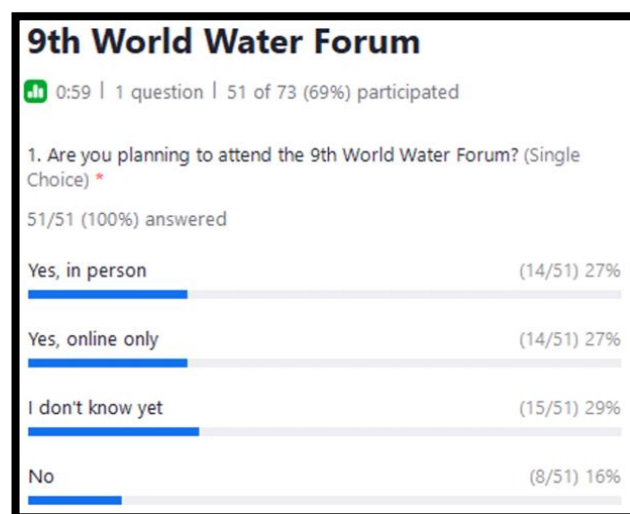 9th World Water Forum
0:59 | 1 question | 51 of 73 (69%) participated
1. Are you planning to attend the 9th World Water Forum? (Single
Choice) *
51/51 (100%) answered
Yes, in person (14/51) 27%
Yes, online only (14/51) 27%
I don't know yet (15/51) 29%
No (8/51) 16%